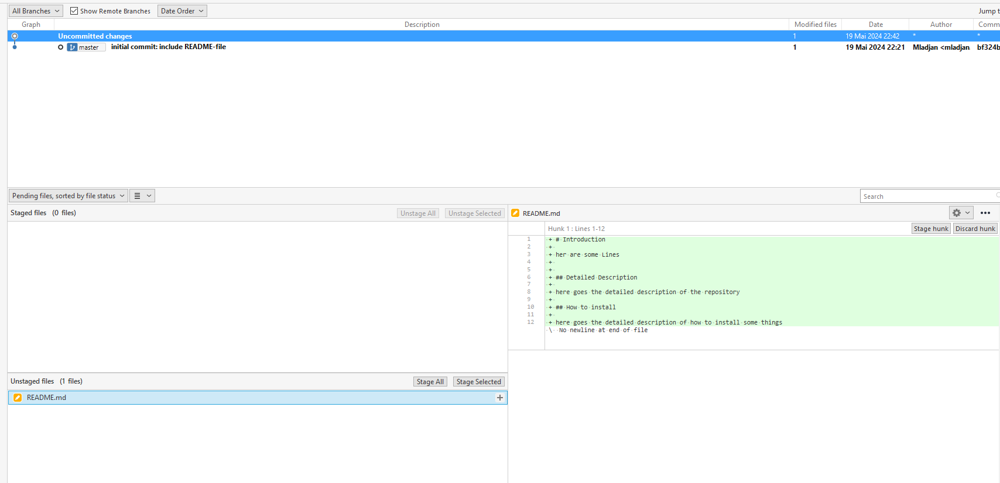 All Branches Show Remote Branches Date Order Jump t
Graph Description Modified files Date Author Comm
Uncommitted changes 1 19 Mai 2024 22:42 * *
master initial commit: include README-file 1 19 Mai 2024 22:21 Mladjan <mladjan. bf324b
Pending files, sorted by file status Search
Staged files (0 files) Unstage All Unstage Selected
README.md
Hunk 1 : Lines 1-12 Stage hunk Discard hunk
1 + # Introduction
2 +
3 + her are some Lines
4 +
5 +
6 + ## Detailed Description
7 +
8 + here goes the detailed description of the repository
9 +
10 + ## How to install
11 +
12 + here goes the detailed description of how to install some things
\ No newline at end of file
Unstaged files (1 files) Stage All Stage Selected
README.md